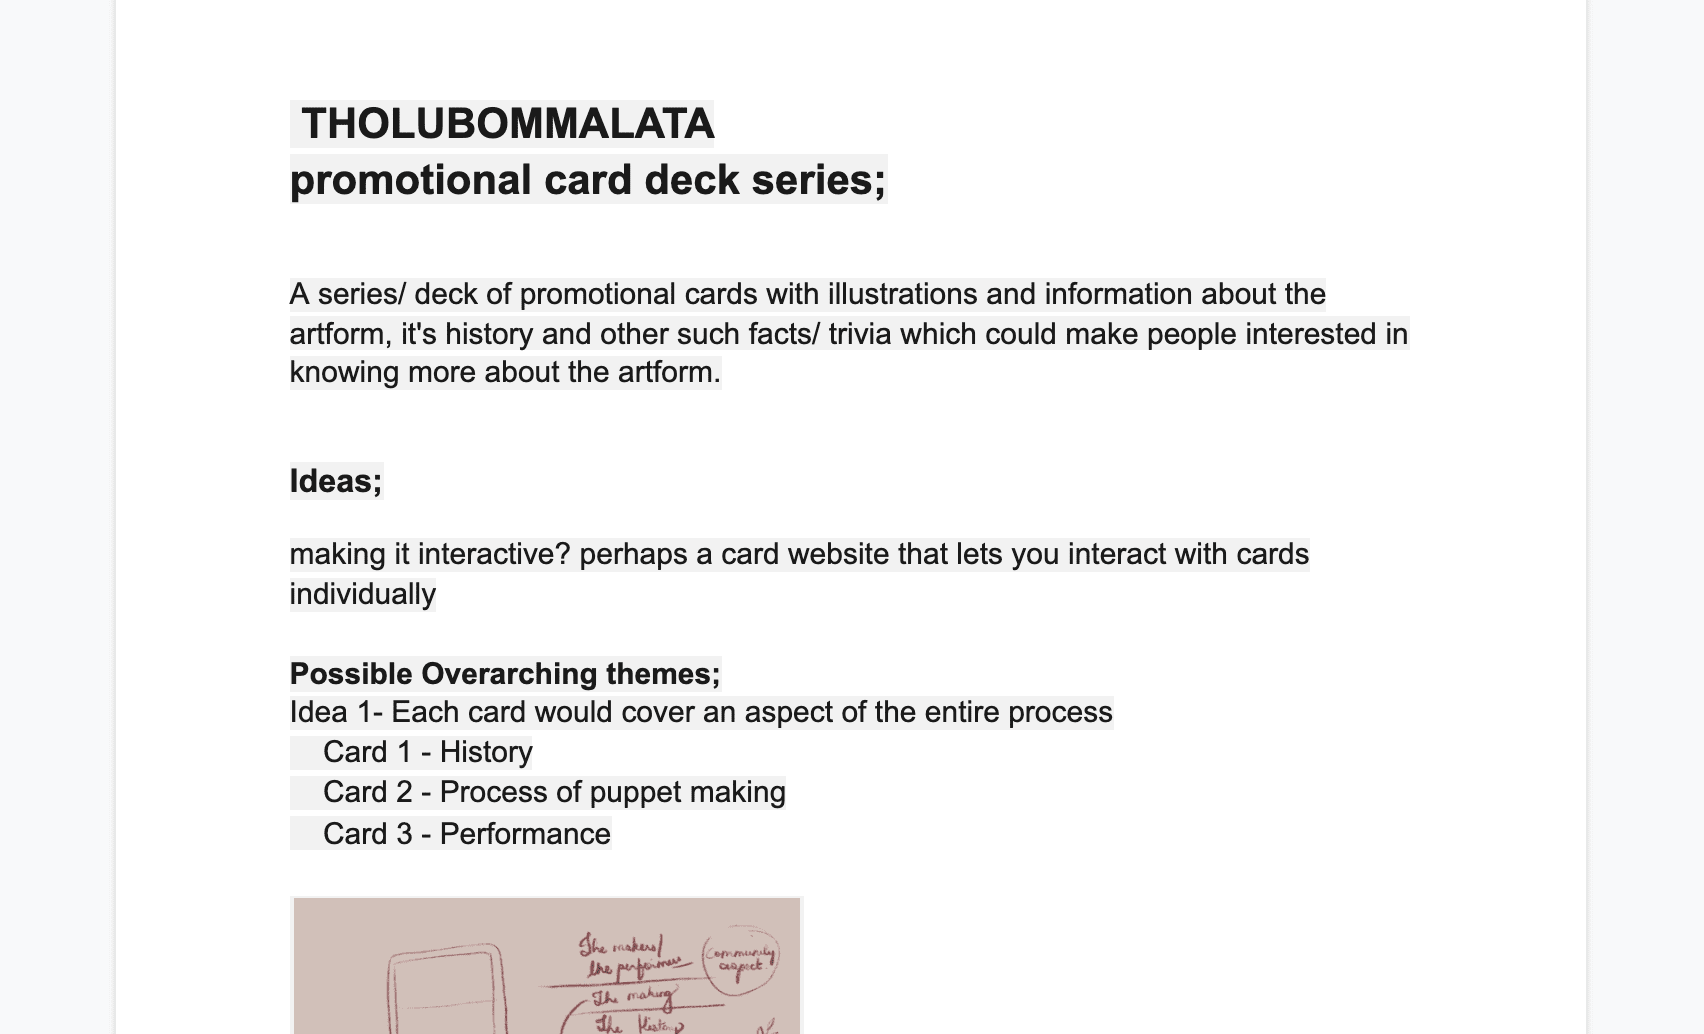 THOLUBOMMALATA
promotional card deck series;
A series/ deck of promotional cards with illustrations and information about the
artform, it's history and other such facts/ trivia which could make people interested in
knowing more about the artform.
Ideas;
making it interactive? perhaps a card website that lets you interact with cards
individually
Possible Overarching themes;
Idea 1- Each card would cover an aspect of the entire process
Card 1 - History
Card 2 - Process of puppet making
Card 3 - Performance
The makers/
the performers
Community
aspect
The making
The History